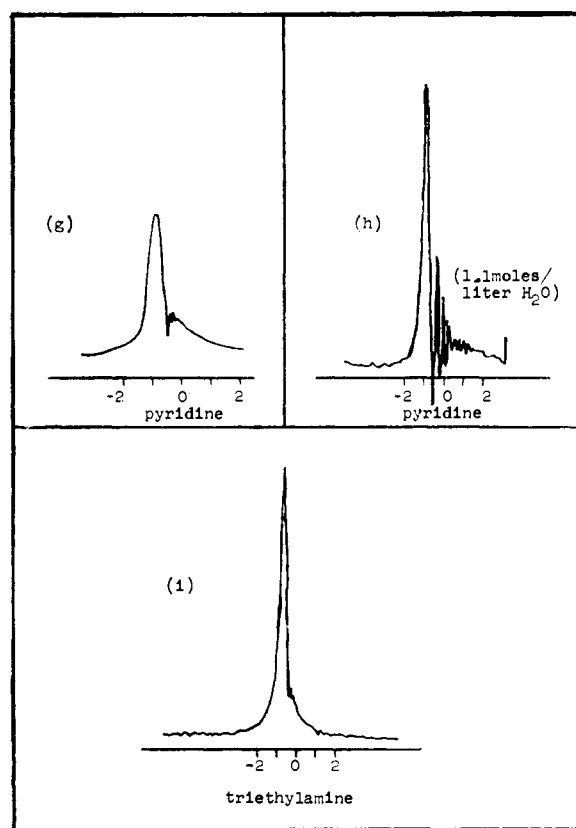 (g)
-2 0 2
pyridine
(h)
(1.1moles/
liter H₂O)
-2 0 2
pyridine
(i)
-2 0 2
triethylamine